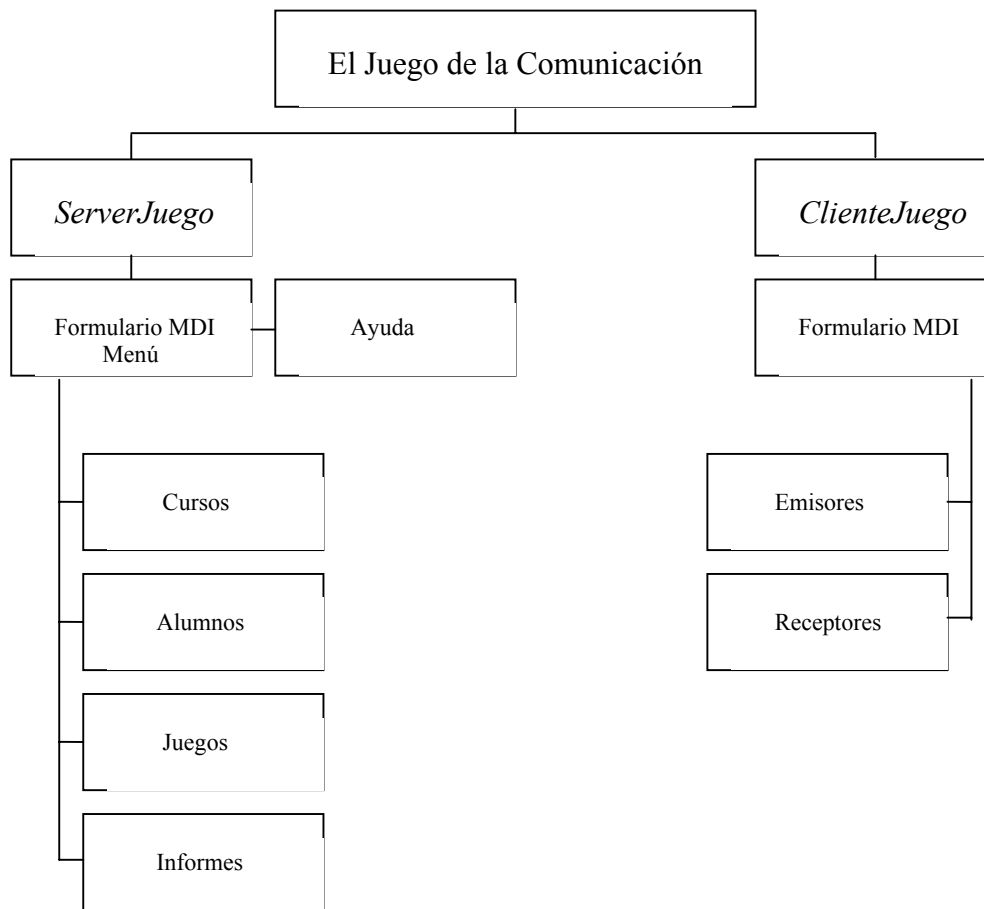 El Juego de la Comunicación
ServerJuego
ClienteJuego
Formulario MDI
Menú
Ayuda
Formulario MDI
Cursos
Emisores
Alumnos
Receptores
Juegos
Informes